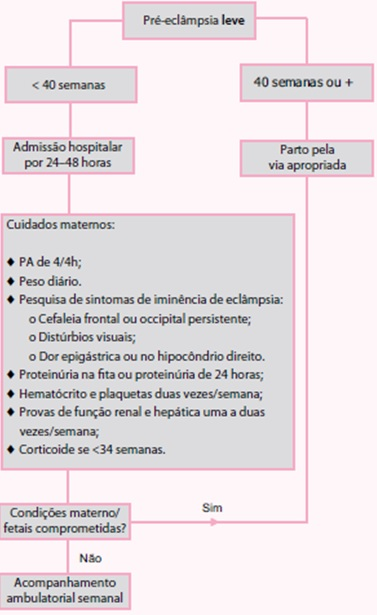 Pré-eclâmpsia leve
< 40 semanas
40 semanas ou +
Admissão hospitalar
por 24–48 horas
Parto pela
via apropriada
Cuidados maternos:
♦ PA de 4/4h;
♦ Peso diário.
♦ Pesquisa de sintomas de iminência de eclâmpsia:
o Cefaleia frontal ou occipital persistente;
o Distúrbios visuais;
o Dor epigástrica ou no hipocôndrio direito.
♦ Proteinúria na fita ou proteinúria de 24 horas;
♦ Hematócrito e plaquetas duas vezes/semana;
♦ Provas de função renal e hepática uma a duas
vezes/semana;
♦ Corticoide se <34 semanas.
Condições materno/
fetais comprometidas?
Sim
Não
Acompanhamento
ambulatorial semanal